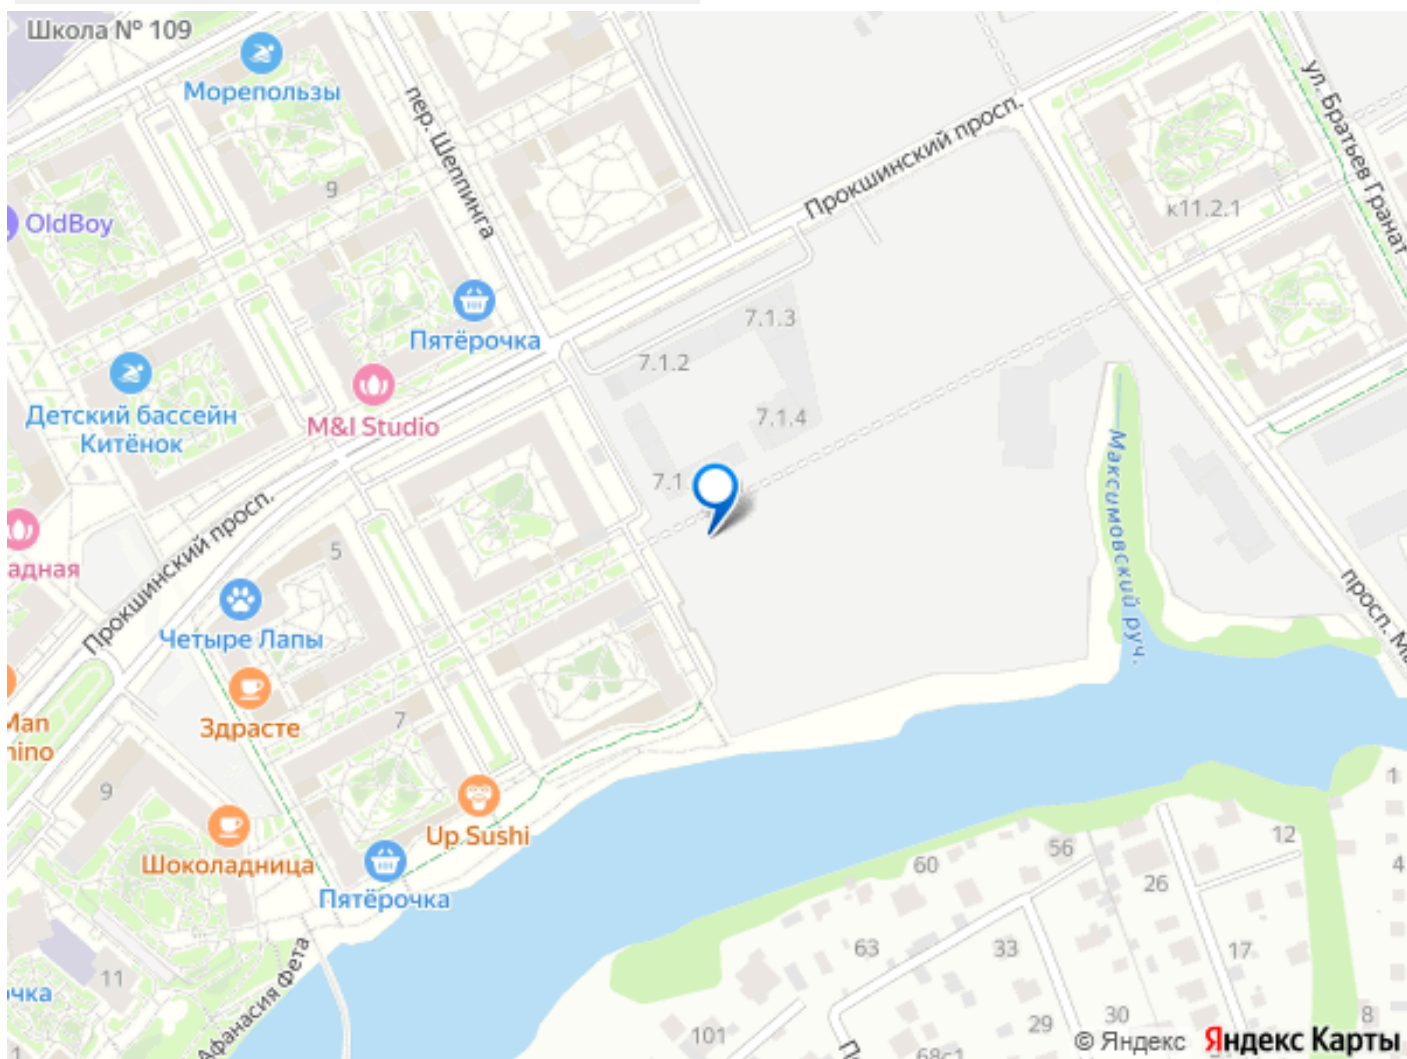 Школа № 109
Морепользы
пер. Шеппинга
Прокшинский просп.
ул. Братьев Гранат
9
к11.2.1
OldBoy
Пятёрочка
7.1.3
7.1.2
7.1.4
7.1
Детский бассейн
Китёнок
M&I Studio
Максимовский руч.
просп.
Прокшинский просп.
5
Четыре Лапы
Здрасте
7
9
Up Sushi
Шоколадница
Пятёрочка
11
Афанасия Фета
1
60
56
12
1
4
26
63
33
17
101
29
30
8
68с1
© Яндекс Яндекс Карты